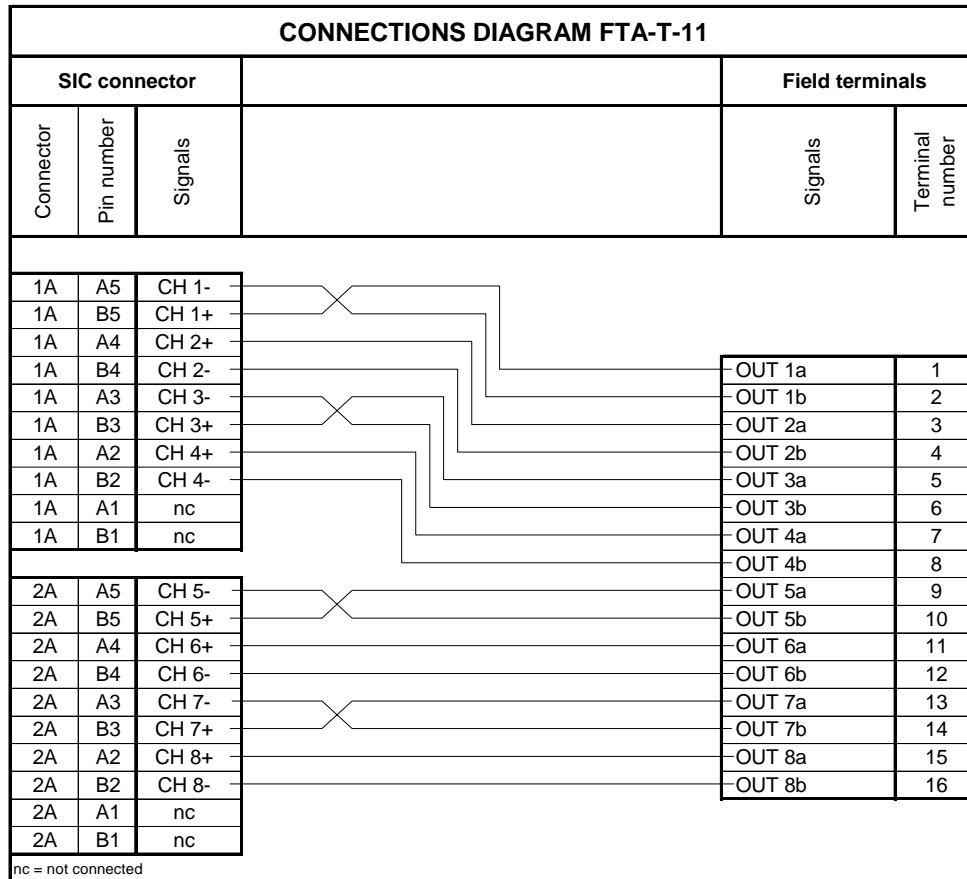 CONNECTIONS DIAGRAM FTA-T-11
SIC connector Field terminals
Connector Pin number Signals Signals Terminal number
1A A5 CH 1-
1A B5 CH 1+
1A A4 CH 2+
1A B4 CH 2- OUT 1a 1
1A A3 CH 3- OUT 1b 2
1A B3 CH 3+ OUT 2a 3
1A A2 CH 4+ OUT 2b 4
1A B2 CH 4- OUT 3a 5
1A A1 nc OUT 3b 6
1A B1 nc OUT 4a 7
OUT 4b 8
2A A5 CH 5- OUT 5a 9
2A B5 CH 5+ OUT 5b 10
2A A4 CH 6+ OUT 6a 11
2A B4 CH 6- OUT 6b 12
2A A3 CH 7- OUT 7a 13
2A B3 CH 7+ OUT 7b 14
2A A2 CH 8+ OUT 8a 15
2A B2 CH 8- OUT 8b 16
2A A1 nc
2A B1 nc
nc = not connected